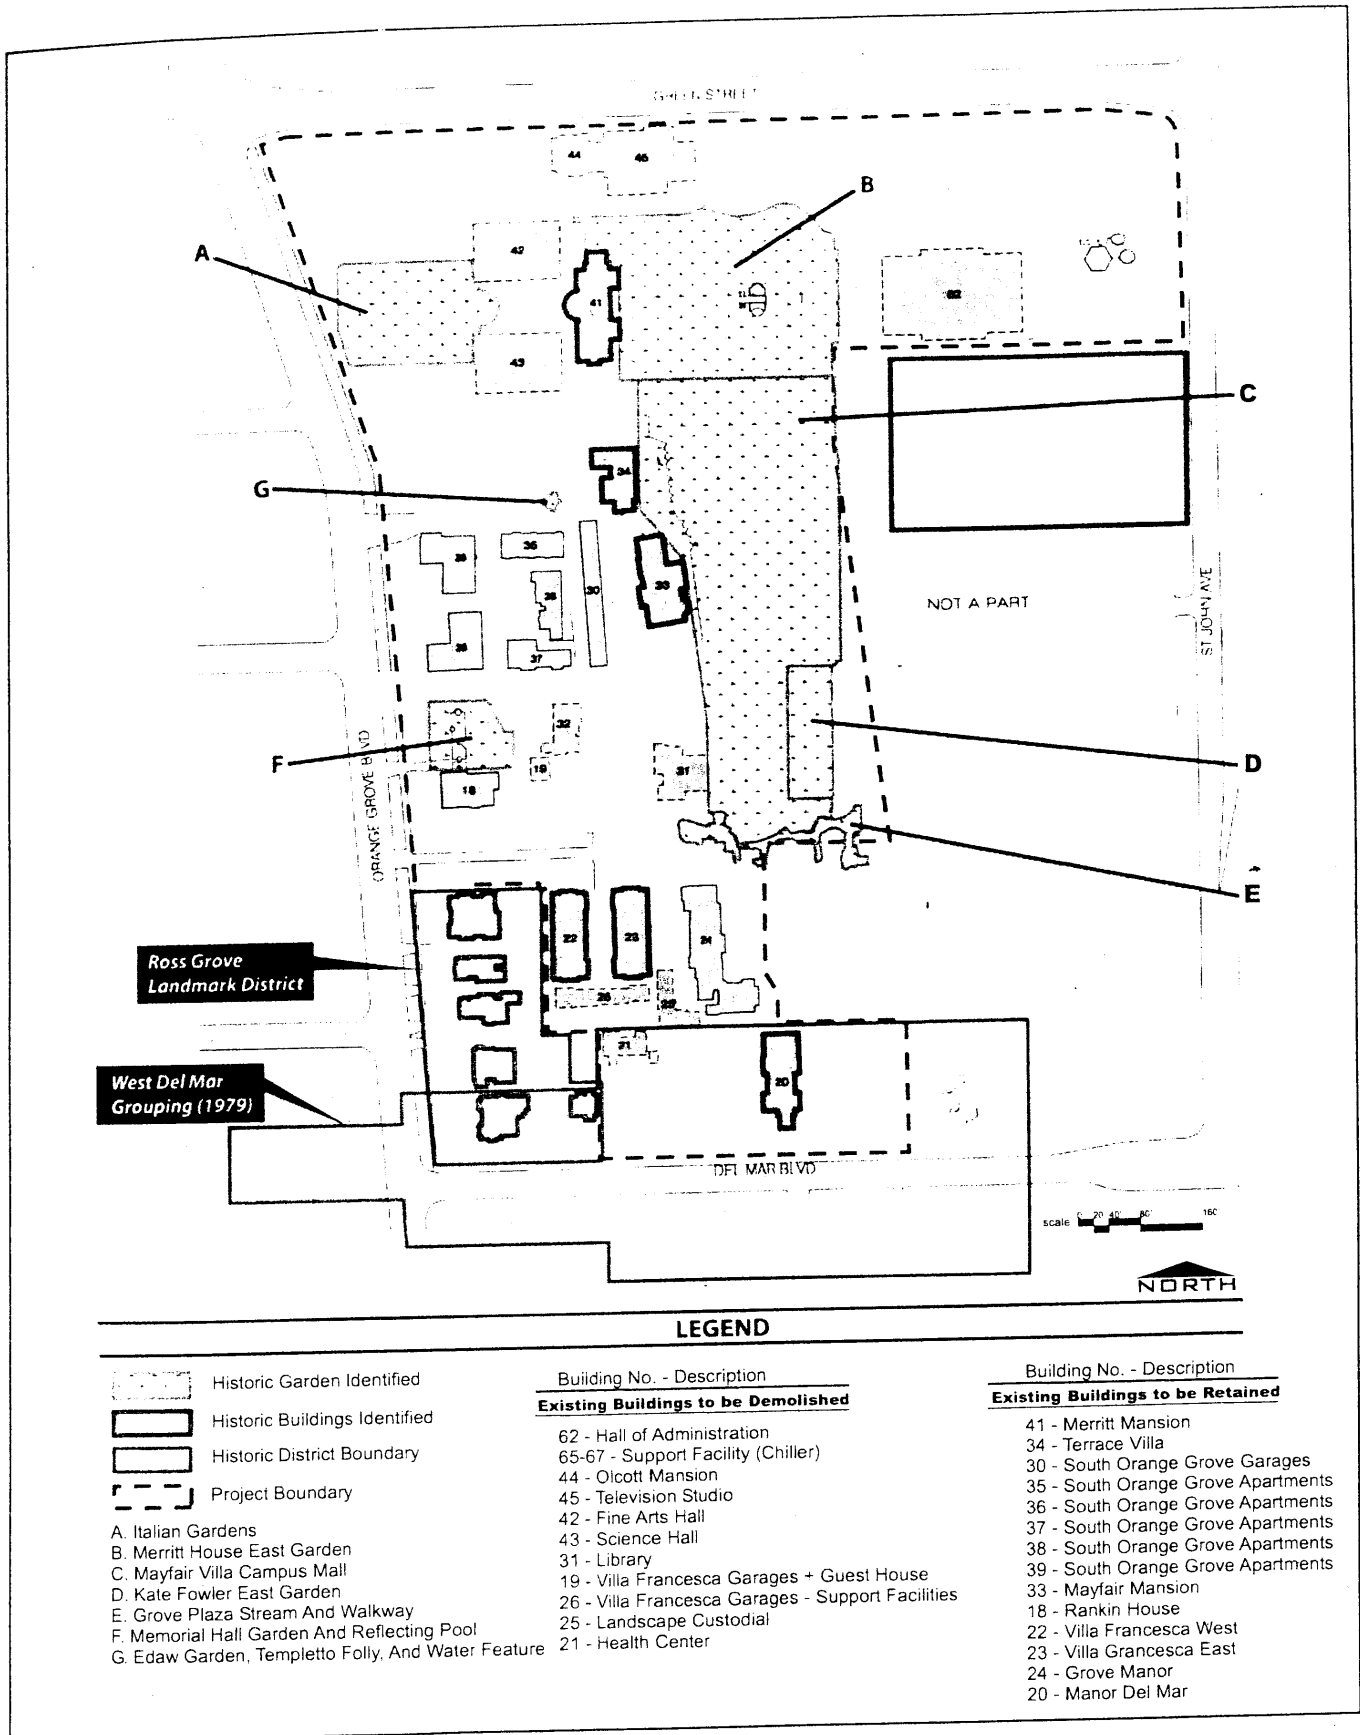 GREEN STREET
44
45
B
A
42
62
41
43
C
34
G
39
36
30
38
33
NOT A PART
ST JOHN AVE
37
32
F
D
ORANGE GROVE BLVD
19
31
18
E
22
23
24
Ross Grove
Landmark District
26
25
21
West Del Mar
Grouping (1979)
20
DEL MAR BLVD
scale 0' 20' 40' 80' 160'
NORTH
LEGEND
Historic Garden Identified
Historic Buildings Identified
Historic District Boundary
Project Boundary
A. Italian Gardens
B. Merritt House East Garden
C. Mayfair Villa Campus Mall
D. Kate Fowler East Garden
E. Grove Plaza Stream And Walkway
F. Memorial Hall Garden And Reflecting Pool
G. Edaw Garden, Templetto Folly, And Water Feature
Building No. - Description
Existing Buildings to be Demolished
62 - Hall of Administration
65-67 - Support Facility (Chiller)
44 - Olcott Mansion
45 - Television Studio
42 - Fine Arts Hall
43 - Science Hall
31 - Library
19 - Villa Francesca Garages + Guest House
26 - Villa Francesca Garages - Support Facilities
25 - Landscape Custodial
21 - Health Center
Building No. - Description
Existing Buildings to be Retained
41 - Merritt Mansion
34 - Terrace Villa
30 - South Orange Grove Garages
35 - South Orange Grove Apartments
36 - South Orange Grove Apartments
37 - South Orange Grove Apartments
38 - South Orange Grove Apartments
39 - South Orange Grove Apartments
33 - Mayfair Mansion
18 - Rankin House
22 - Villa Francesca West
23 - Villa Grancesca East
24 - Grove Manor
20 - Manor Del Mar